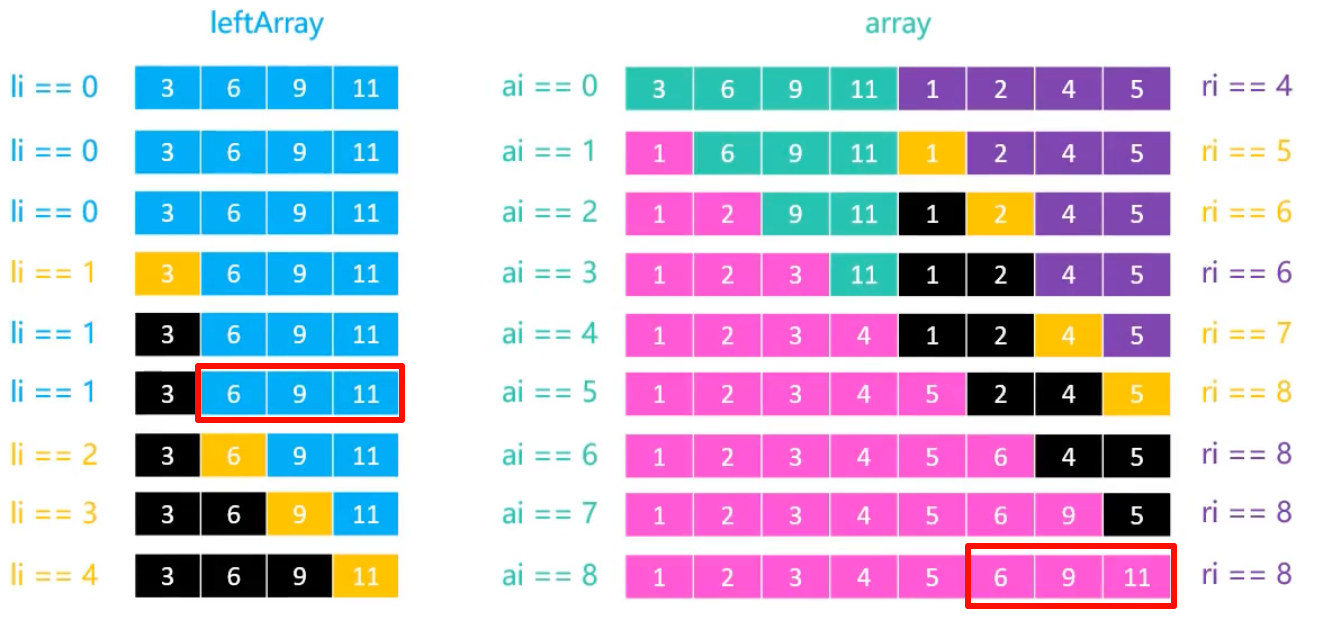 leftArray array
li == 0 3 6 9 11 ai == 0 3 6 9 11 1 2 4 5 ri == 4
li == 0 3 6 9 11 ai == 1 1 6 9 11 1 2 4 5 ri == 5
li == 0 3 6 9 11 ai == 2 1 2 9 11 1 2 4 5 ri == 6
li == 1 3 6 9 11 ai == 3 1 2 3 11 1 2 4 5 ri == 6
li == 1 3 6 9 11 ai == 4 1 2 3 4 1 2 4 5 ri == 7
li == 1 3 6 9 11 ai == 5 1 2 3 4 5 2 4 5 ri == 8
li == 2 3 6 9 11 ai == 6 1 2 3 4 5 6 4 5 ri == 8
li == 3 3 6 9 11 ai == 7 1 2 3 4 5 6 9 5 ri == 8
li == 4 3 6 9 11 ai == 8 1 2 3 4 5 6 9 11 ri == 8